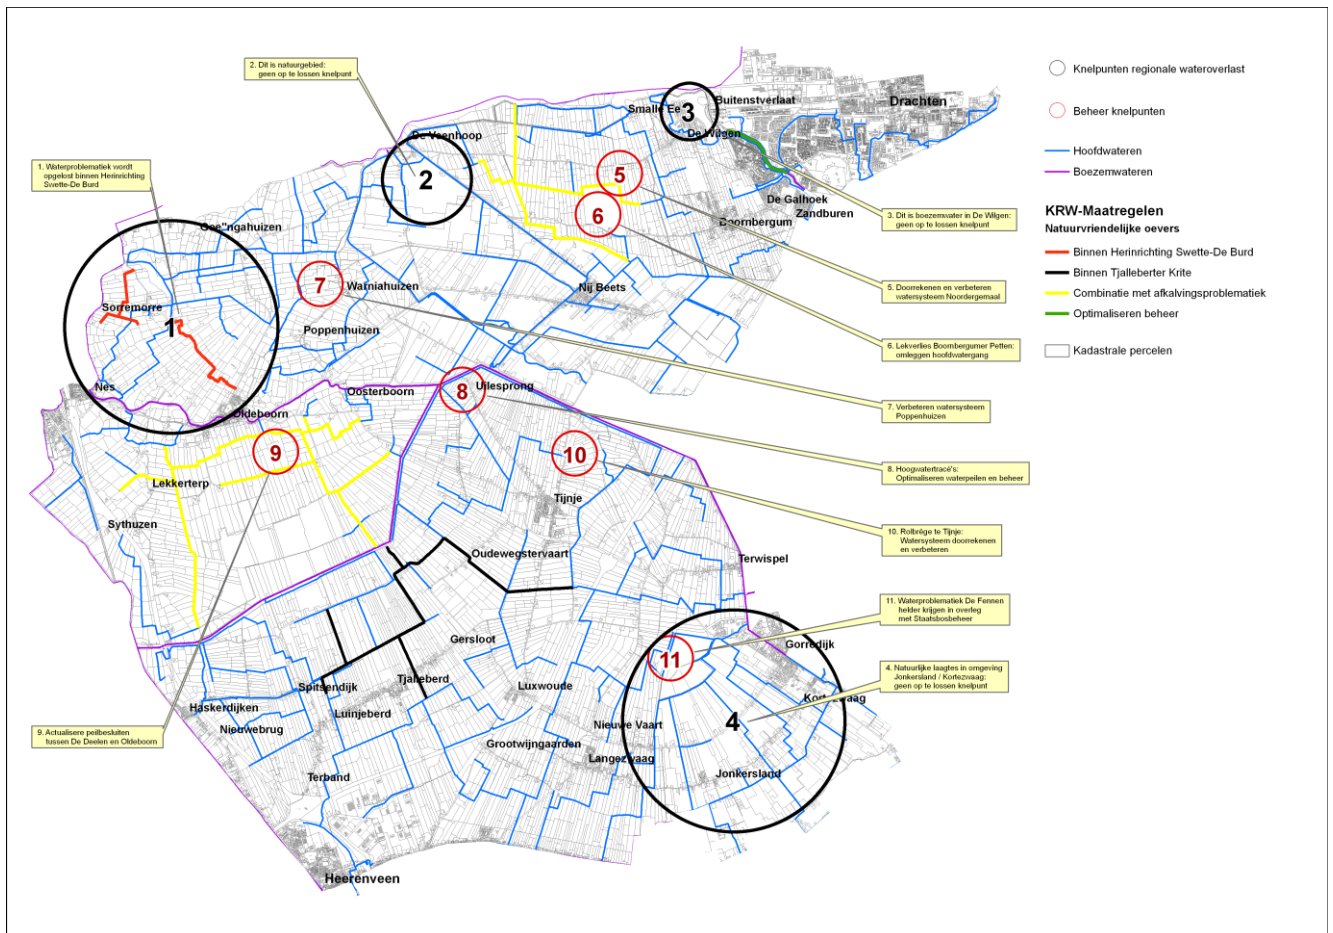 2. Dit is natuurgebied:
geen op te lossen knelpunt
1. Waterproblematiek wordt
opgelost binnen Herinrichting
Swette-De Burd
Smalle Ee
Buitenstverlaat
Drachten
3
De Wilgen
De Veenhoop
2
5
6
De Galhoek
Zandburen
Boornbergum
Goe"ngahuizen
7
Warniahuizen
Nij Beets
Sorremorre
1
Poppenhuizen
Nes
Oldeboorn
Oosterboorn
8
Uilesprong
9
10
Lekkerterp
Tijnje
Sythuzen
Oudewegstervaart
Terwispel
Gersloot
11
Gorredijk
Tjalleberd
Spitsendijk
Luxwoude
Kortezwaag
Haskerdijken
Luinjeberd
Nieuwebrug
Nieuwe Vaart
4
Grootwijngaarden
Langezwaag
Terband
Jonkersland
Heerenveen
9. Actualisere peilbesluiten
tussen De Deelen en Oldeboorn
3. Dit is boezemwater in De Wilgen:
geen op te lossen knelpunt
5. Doorrekenen en verbeteren
watersysteem Noordergemaal
6. Lekverlies Boornbergumer Petten:
omleggen hoofdwatergang
7. Verbeteren watersysteem
Poppenhuizen
8. Hoogwatertracé's:
Optimaliseren waterpeilen en beheer
10. Rolbrêge te Tijnje:
Watersysteem doorrekenen
en verbeteren
11. Waterproblematiek De Fennen
helder krijgen in overleg
met Staatsbosbeheer
4. Natuurlijke laagtes in omgeving
Jonkersland / Kortezwaag:
geen op te lossen knelpunt
Knelpunten regionale wateroverlast
Beheer knelpunten
Hoofdwateren
Boezemwateren
KRW-Maatregelen
Natuurvriendelijke oevers
Binnen Herinrichting Swette-De Burd
Binnen Tjalleberter Krite
Combinatie met afkalvingsproblematiek
Optimaliseren beheer
Kadastrale percelen